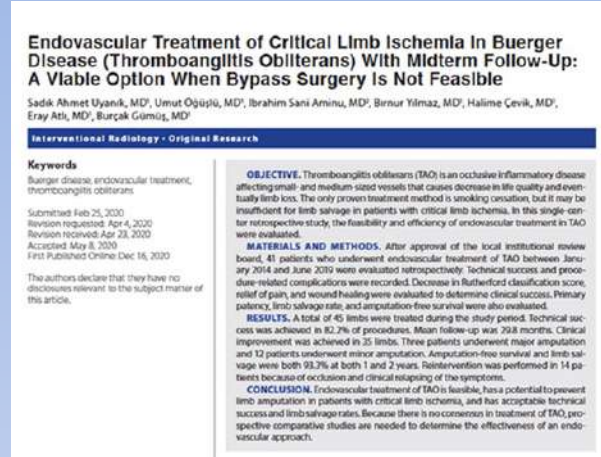 Endovascular Treatment of Critical Limb Ischemia in Buerger
Disease (Thromboangiitis Obliterans) With Midterm Follow-Up:
A Viable Option When Bypass Surgery Is Not Feasible
Sadık Ahmet Uyanık, MD¹, Umut Öğüşlü, MD¹, Ibrahim Sani Aminu, MD², Birnur Yılmaz, MD¹, Halime Çevik, MD¹,
Eray Atlı, MD¹, Burçak Gümüş, MD¹
Interventional Radiology • Original Research
Keywords
Buerger disease, endovascular treatment,
thromboangiitis obliterans
Submitted: Feb 25, 2020
Revision requested: Apr 4, 2020
Revision received: Apr 23, 2020
Accepted: May 8, 2020
First Published Online: Dec 16, 2020
The authors declare that they have no
disclosures relevant to the subject matter of
this article.
OBJECTIVE. Thromboangiitis obliterans (TAO) is an occlusive inflammatory disease
affecting small- and medium-sized vessels that causes decrease in life quality and even-
tually limb loss. The only proven treatment method is smoking cessation, but it may be
insufficient for limb salvage in patients with critical limb ischemia. In this single-cen-
ter retrospective study, the feasibility and efficiency of endovascular treatment in TAO
were evaluated.
MATERIALS AND METHODS. After approval of the local institutional review
board, 41 patients who underwent endovascular treatment of TAO between Janu-
ary 2014 and June 2019 were evaluated retrospectively. Technical success and proce-
dure-related complications were recorded. Decrease in Rutherford classification score,
relief of pain, and wound healing were evaluated to determine clinical success. Primary
patency, limb salvage rate, and amputation-free survival were also evaluated.
RESULTS. A total of 45 limbs were treated during the study period. Technical suc-
cess was achieved in 82.2% of procedures. Mean follow-up was 29.8 months. Clinical
improvement was achieved in 35 limbs. Three patients underwent major amputation
and 12 patients underwent minor amputation. Amputation-free survival and limb sal-
vage were both 93.3% at both 1 and 2 years. Reintervention was performed in 14 pa-
tients because of occlusion and clinical relapsing of the symptoms.
CONCLUSION. Endovascular treatment of TAO is feasible, has a potential to prevent
limb amputation in patients with critical limb ischemia, and has acceptable technical
success and limb salvage rates. Because there is no consensus in treatment of TAO, pro-
spective comparative studies are needed to determine the effectiveness of an endo-
vascular approach.